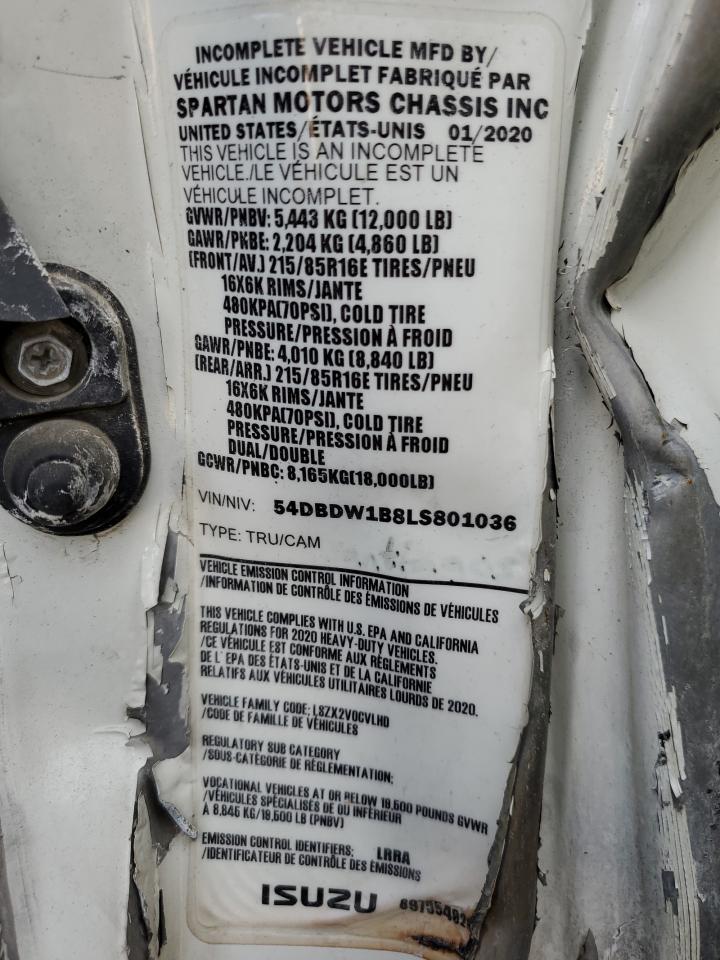 INCOMPLETE VEHICLE MFD BY/
VÉHICULE INCOMPLET FABRIQUÉ PAR
SPARTAN MOTORS CHASSIS INC
UNITED STATES/ÉTATS-UNIS 01/2020
THIS VEHICLE IS AN INCOMPLETE
VEHICLE./LE VÉHICULE EST UN
VÉHICULE INCOMPLET.
GVWR/PNBV: 5,443 KG (12,000 LB)
GAWR/PKBE: 2,204 KG (4,860 LB)
(FRONT/AV.) 215/85R16E TIRES/PNEU
16X6K RIMS/JANTE
480KPA(70PSI), COLD TIRE
PRESSURE/PRESSION À FROID
GAWR/PNBE: 4,010 KG (8,840 LB)
(REAR/ARR.) 215/85R16E TIRES/PNEU
16X6K RIMS/JANTE
480KPA(70PSI), COLD TIRE
PRESSURE/PRESSION À FROID
DUAL/DOUBLE
GCWR/PNBC: 8,165KG(18,000LB)
VIN/NIV: 54DBDW1B8LS801036
TYPE: TRU/CAM
VEHICLE EMISSION CONTROL INFORMATION
/INFORMATION DE CONTRÔLE DES ÉMISSIONS DE VÉHICULES
THIS VEHICLE COMPLIES WITH U.S. EPA AND CALIFORNIA
REGULATIONS FOR 2020 HEAVY-DUTY VEHICLES.
/CE VÉHICULE EST CONFORME AUX RÈGLEMENTS
DE L' EPA DES ÉTATS-UNIS ET DE LA CALIFORNIE
RELATIFS AUX VÉHICULES UTILITAIRES LOURDS DE 2020.
VEHICLE FAMILY CODE: LSZX2VOCVLHD
/CODE DE FAMILLE DE VÉHICULES
REGULATORY SUB CATEGORY
/SOUS-CATÉGORIE DE RÉGLEMENTATION:
VOCATIONAL VEHICLES AT OR BELOW 19,500 POUNDS GVWR
/VÉHICULES SPÉCIALISÉS DE OU INFÉRIEUR
À 8,845 KG/19,500 LB (PNBV)
EMISSION CONTROL IDENTIFIERS: LRRA
/IDENTIFICATEUR DE CONTRÔLE DES ÉMISSIONS
ISUZU